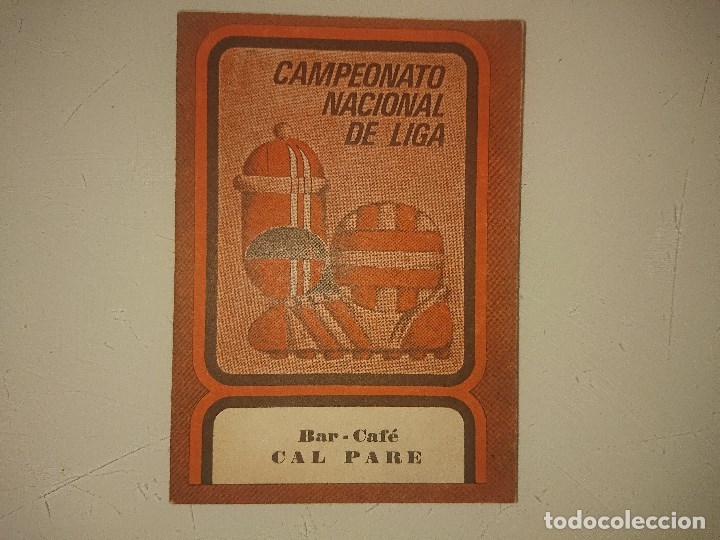 CAMPEONATO
NACIONAL
DE LIGA
Bar - Café
CAL PARE
todocoleccion